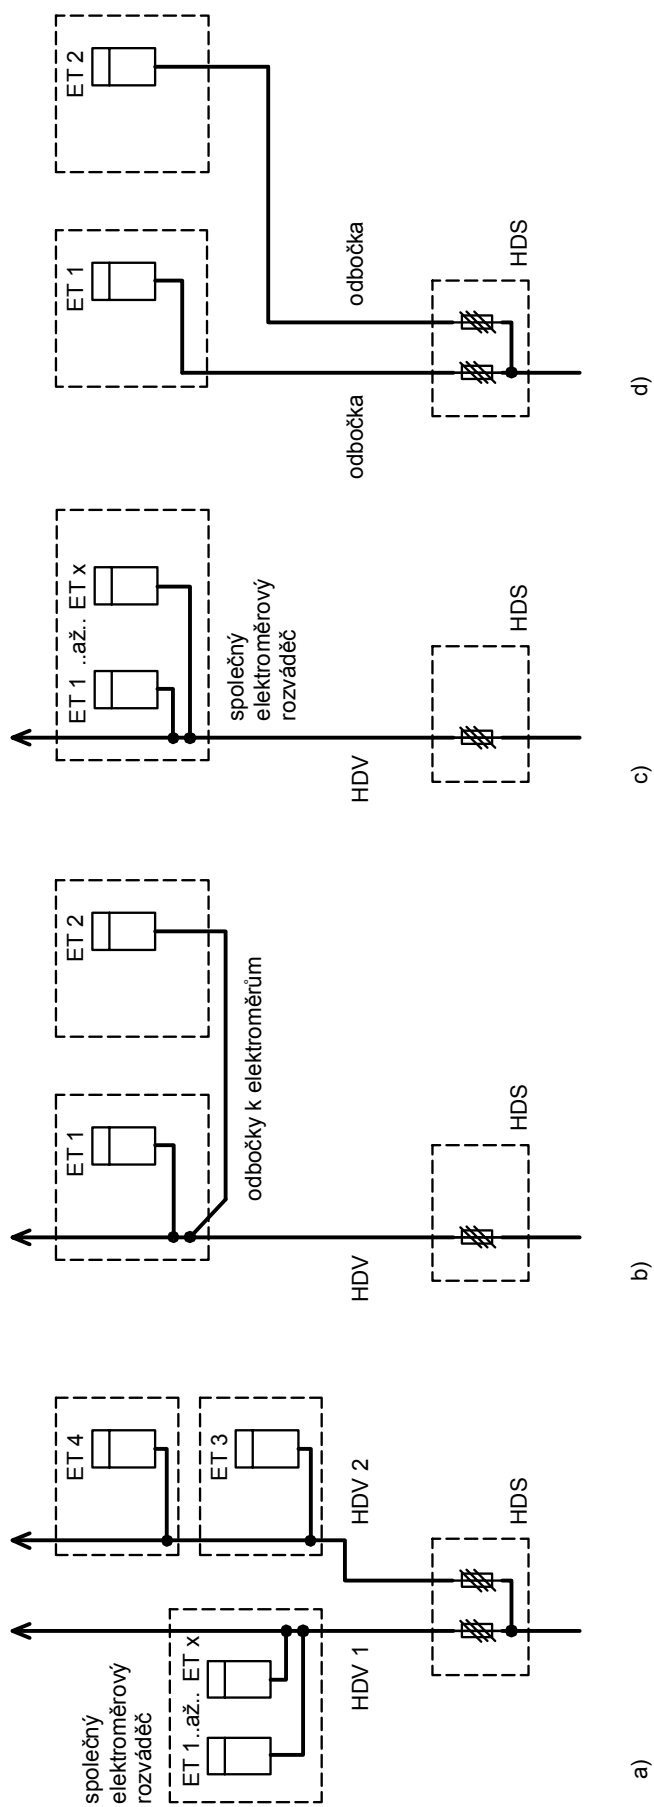 společný
elektroměrový
rozváděč
ET 1 ..až.. ET x
ET 4
ET 3
HDV 1
HDV 2
HDS
a)
ET 1
ET 2
odbočky k elektroměrům
HDV
HDS
b)
ET 1 ..až.. ET x
společný
elektroměrový
rozváděč
HDV
HDS
c)
ET 1
ET 2
odbočka
odbočka
HDS
d)